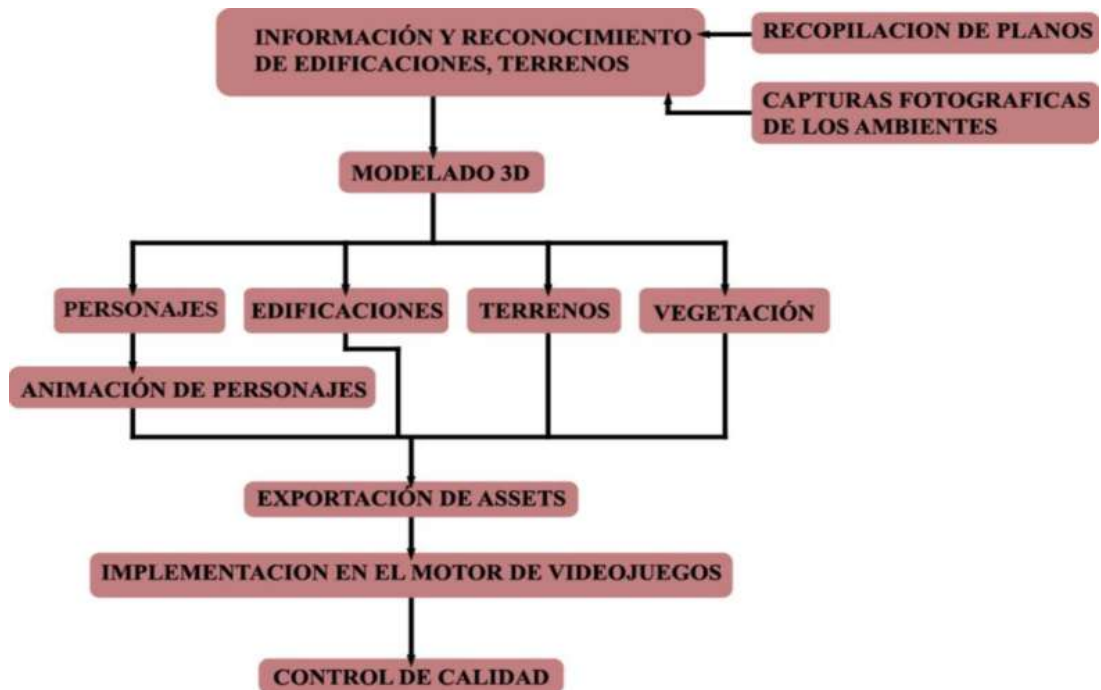 INFORMACIÓN Y RECONOCIMIENTO
DE EDIFICACIONES, TERRENOS
RECOPILACION DE PLANOS
CAPTURAS FOTOGRAFICAS
DE LOS AMBIENTES
MODELADO 3D
PERSONAJES
EDIFICACIONES
TERRENOS
VEGETACIÓN
ANIMACIÓN DE PERSONAJES
EXPORTACIÓN DE ASSETS
IMPLEMENTACION EN EL MOTOR DE VIDEOJUEGOS
CONTROL DE CALIDAD